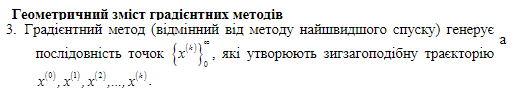 Геометричний зміст градієнтних методів
3. Градієнтний метод (відмінний від методу найшвидшого спуску) генерує
послідовність точок {x^(k)}_0^∞, які утворюють зигзагоподібну траєкторію
а
x^(0), x^(1), x^(2),..., x^(k).